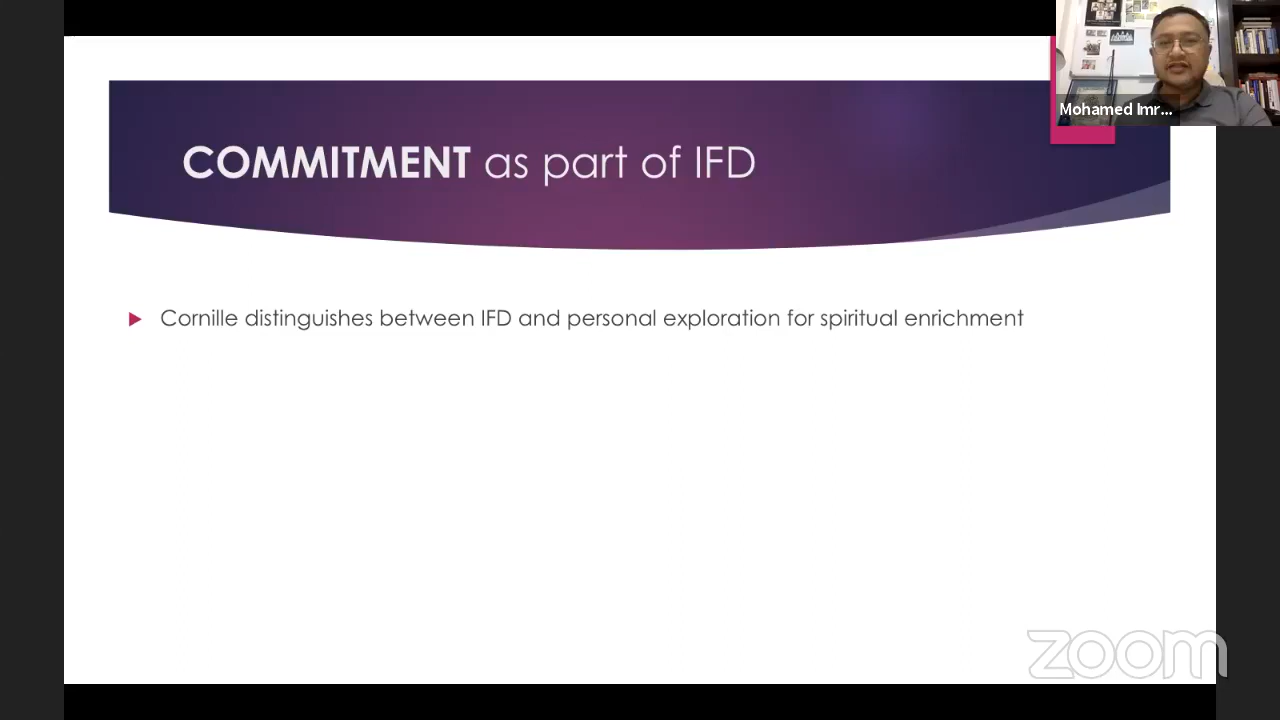 Mohamed Imr...
COMMITMENT as part of IFD
Cornille distinguishes between IFD and personal exploration for spiritual enrichment
zoom